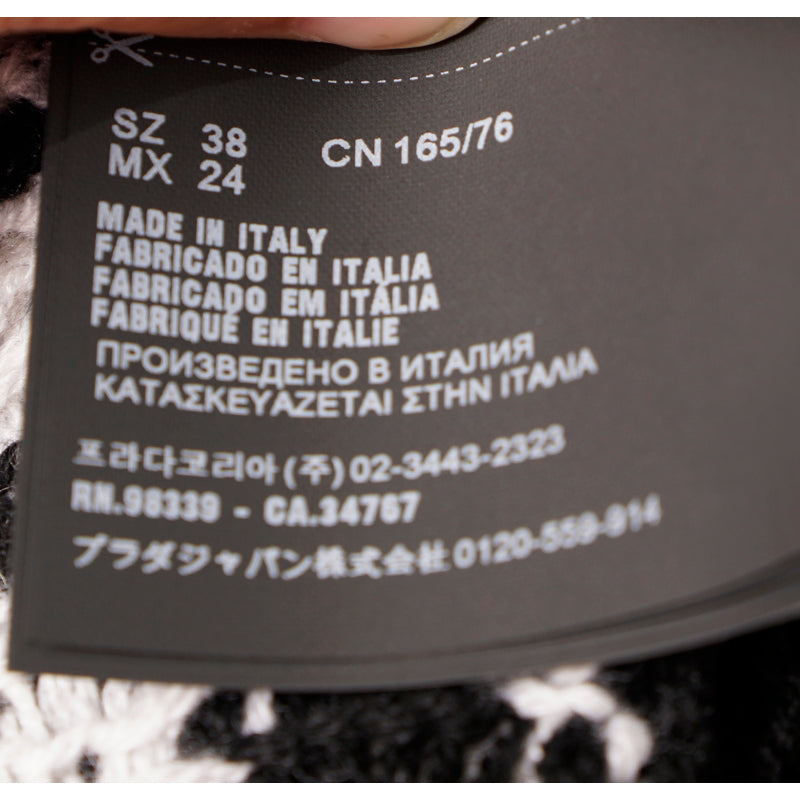 SZ 38 CN 165/76
MX 24
MADE IN ITALY
FABRICADO EN ITALIA
FABRICADO EM ITÁLIA
FABRIQUÉ EN ITALIE
ПРОИЗВЕДЕНО В ИТАЛИЯ
ΚΑΤΑΣΚΕΥΑΖΕΤΑΙ ΣΤΗΝ ΙΤΑΛΙΑ
프라다코리아(주) 02-3443-2323
RN.98339 - CA.34767
プラダジャパン株式会社 0120-559-914